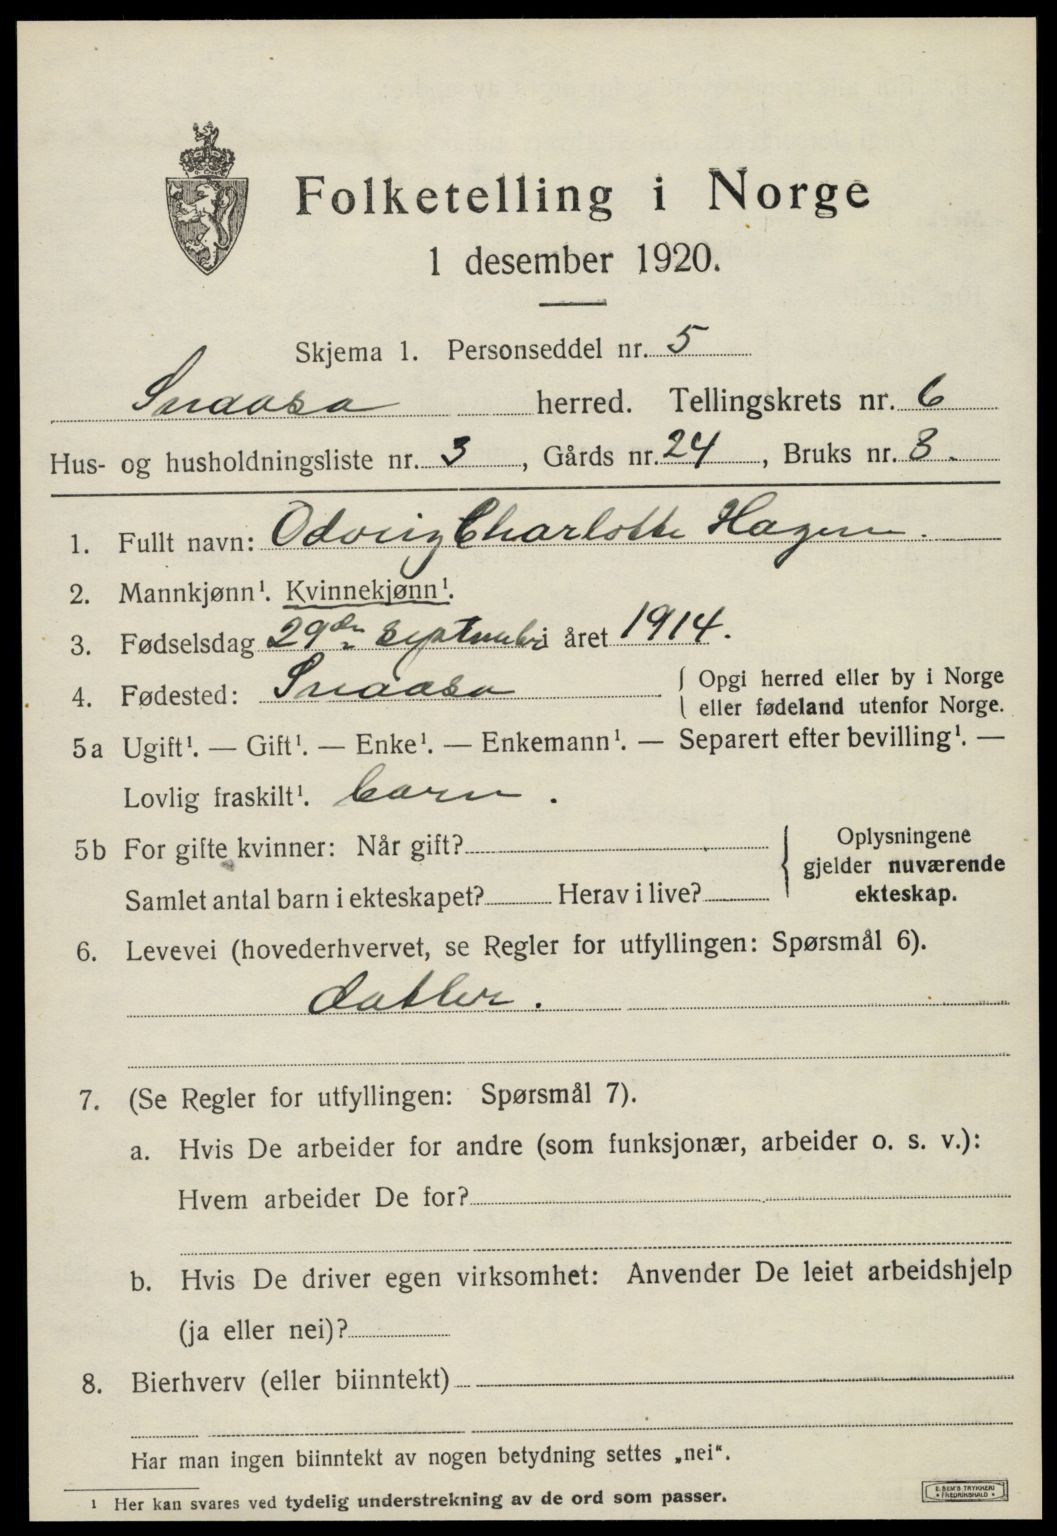 Folketelling i Norge
1 desember 1920.
Skjema 1. Personseddel nr. 5
Snaasa herred. Tellingskrets nr. 6
Hus- og husholdningsliste nr. 3, Gårds nr. 24, Bruks nr. 8.
1. Fullt navn: Odveig Charlotte Hagen.
2. Mannkjønn¹. Kvinnekjønn¹.
3. Fødselsdag 29de september året 1914.
4. Fødested: Snaasa { Opgi herred eller by i Norge
eller fødeland utenfor Norge.
5a Ugift¹. — Gift¹. — Enke¹. — Enkemann¹. — Separert efter bevilling¹. —
Lovlig fraskilt¹. barn.
5b For gifte kvinner: Når gift? { Oplysningene
gjelder nuværende
Samlet antal barn i ekteskapet? Herav i live? ekteskap.
6. Levevei (hovederhvervet, se Regler for utfyllingen: Spørsmål 6).
datter.
7. (Se Regler for utfyllingen: Spørsmål 7).
a. Hvis De arbeider for andre (som funksjonær, arbeider o. s. v.):
Hvem arbeider De for?
b. Hvis De driver egen virksomhet: Anvender De leiet arbeidshjelp
(ja eller nei)?
8. Bierhverv (eller biinntekt)
Har man ingen biinntekt av nogen betydning settes „nei“.
¹ Her kan svares ved tydelig understrekning av de ord som passer.
E. SEM'S TRYKKERI
FREDRIKSHALD